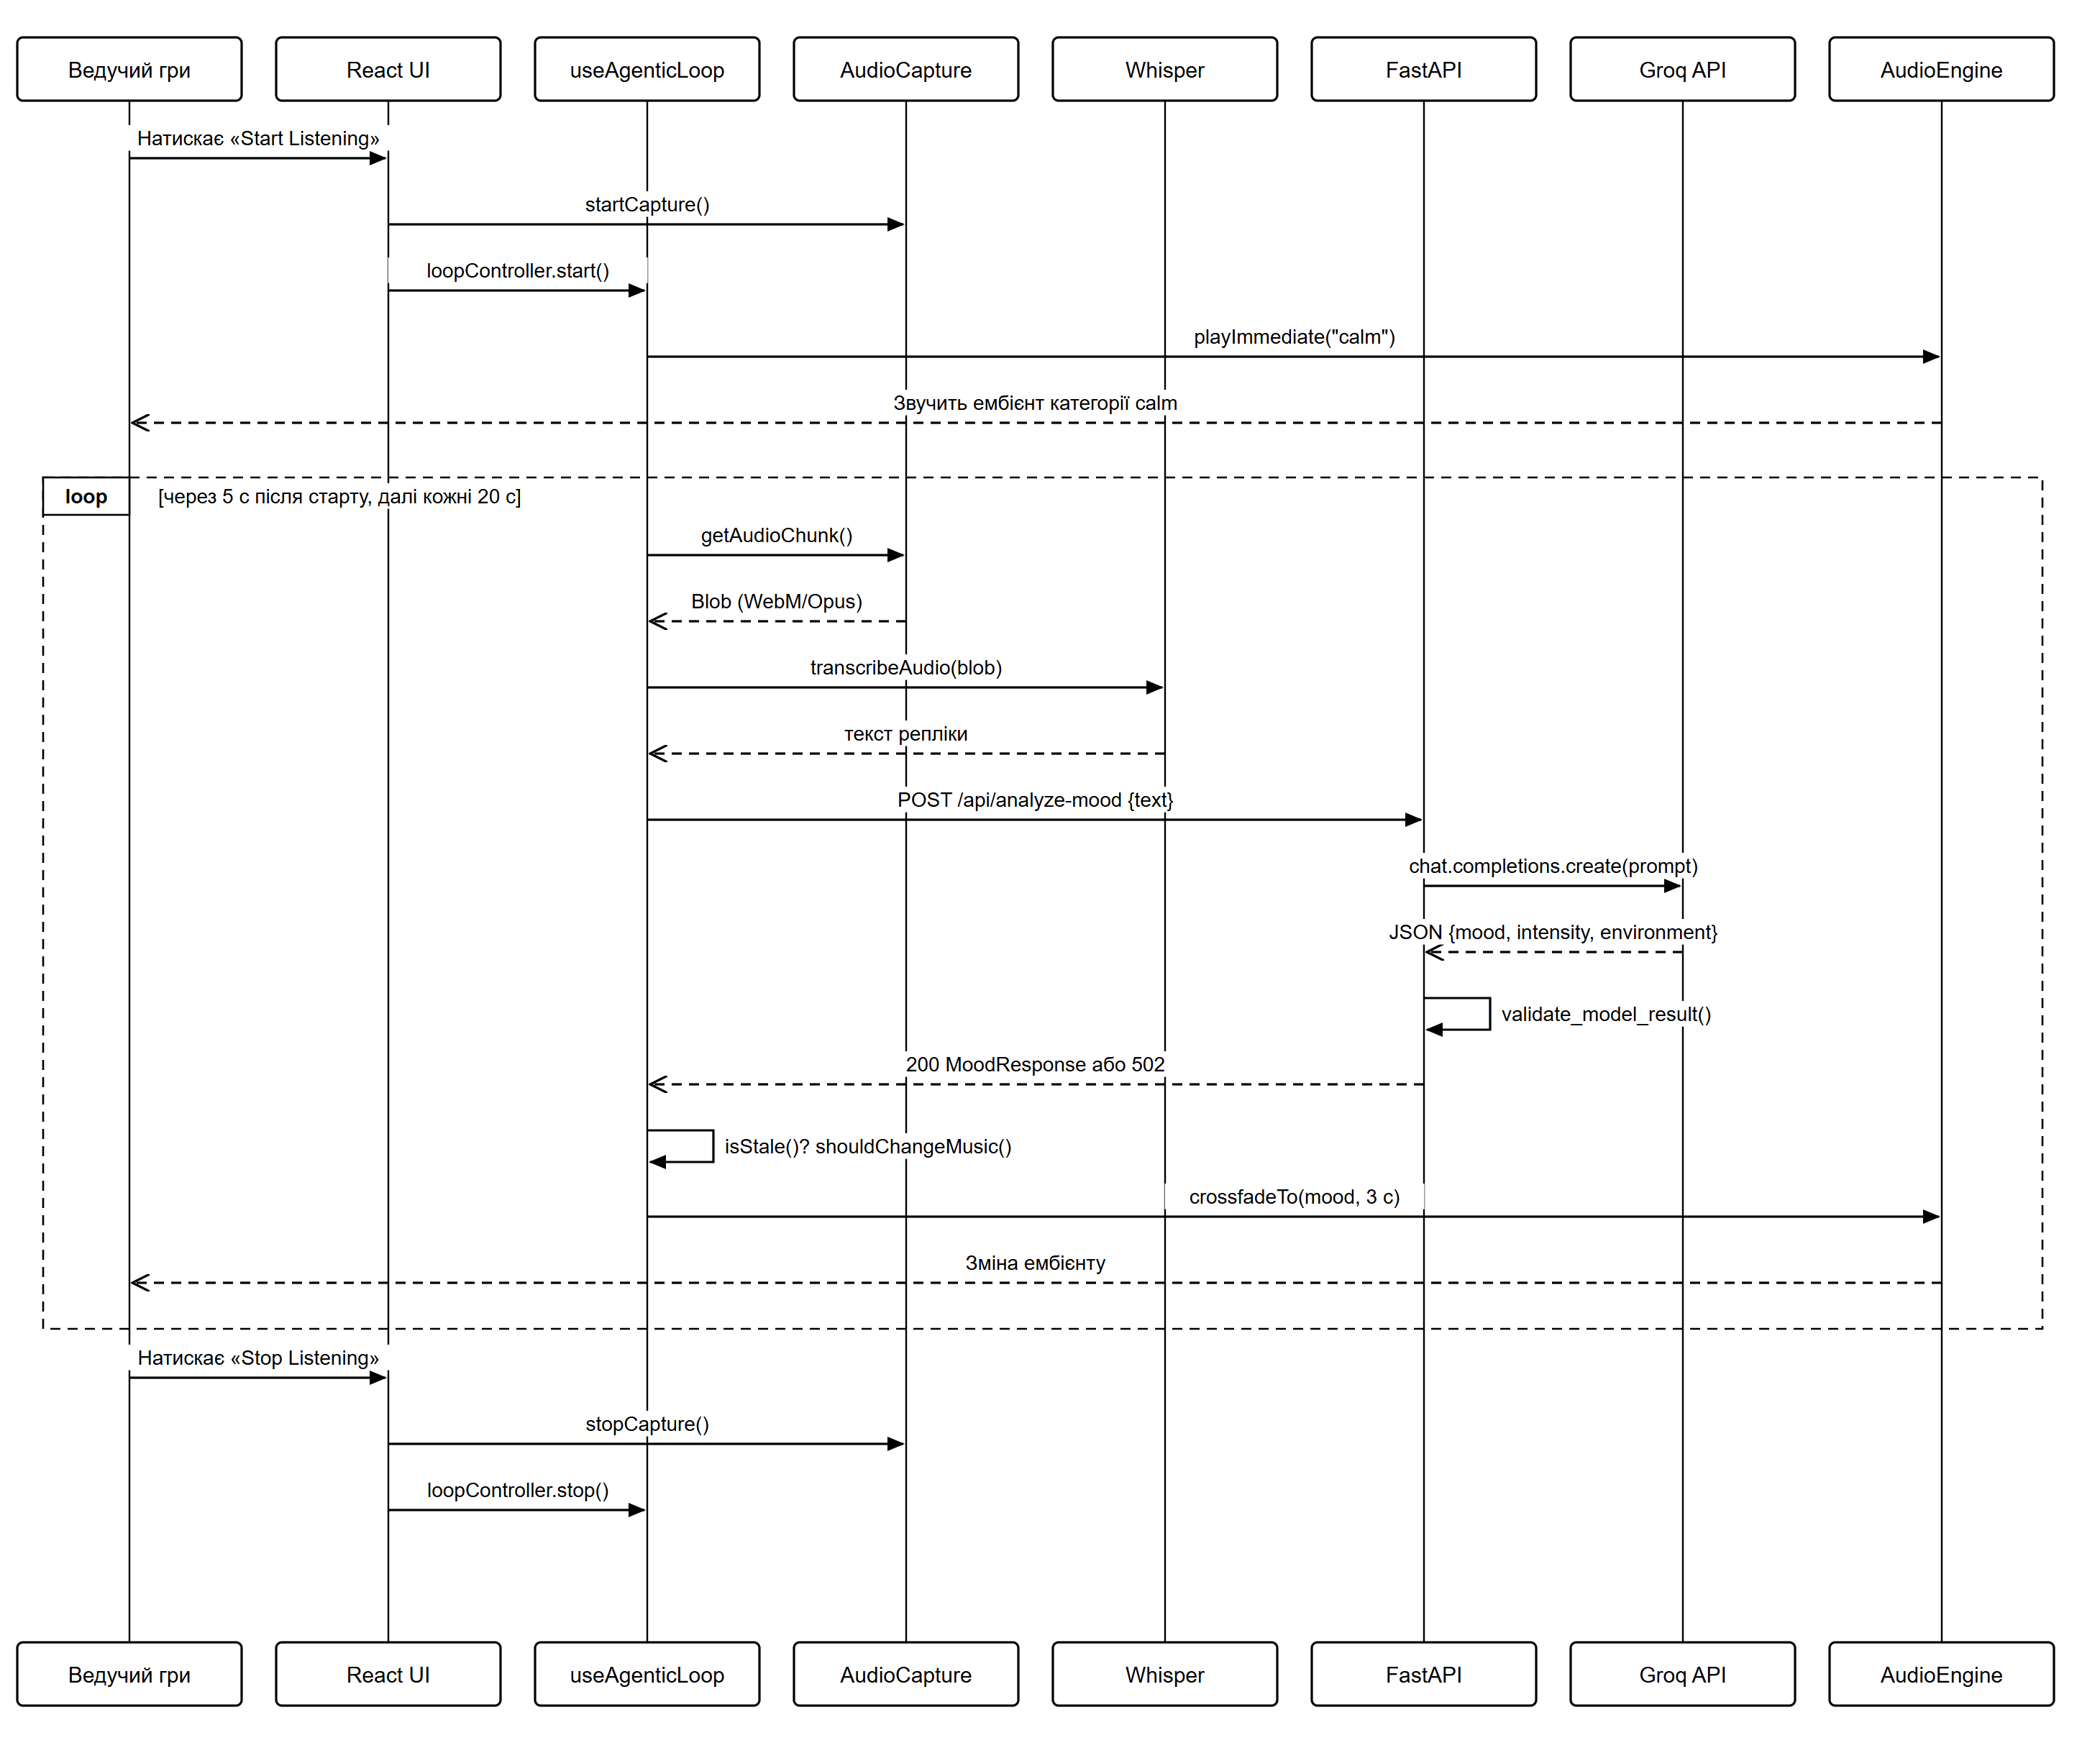 Ведучий гри
React UI
useAgenticLoop
AudioCapture
Whisper
FastAPI
Groq API
AudioEngine
Натискає «Start Listening»
startCapture()
loopController.start()
playImmediate("calm")
Звучить ембієнт категорії calm
loop
[через 5 с після старту, далі кожні 20 с]
getAudioChunk()
Blob (WebM/Opus)
transcribeAudio(blob)
текст репліки
POST /api/analyze-mood {text}
chat.completions.create(prompt)
JSON {mood, intensity, environment}
validate_model_result()
200 MoodResponse або 502
isStale()? shouldChangeMusic()
crossfadeTo(mood, 3 с)
Зміна ембієнту
Натискає «Stop Listening»
stopCapture()
loopController.stop()
Ведучий гри
React UI
useAgenticLoop
AudioCapture
Whisper
FastAPI
Groq API
AudioEngine